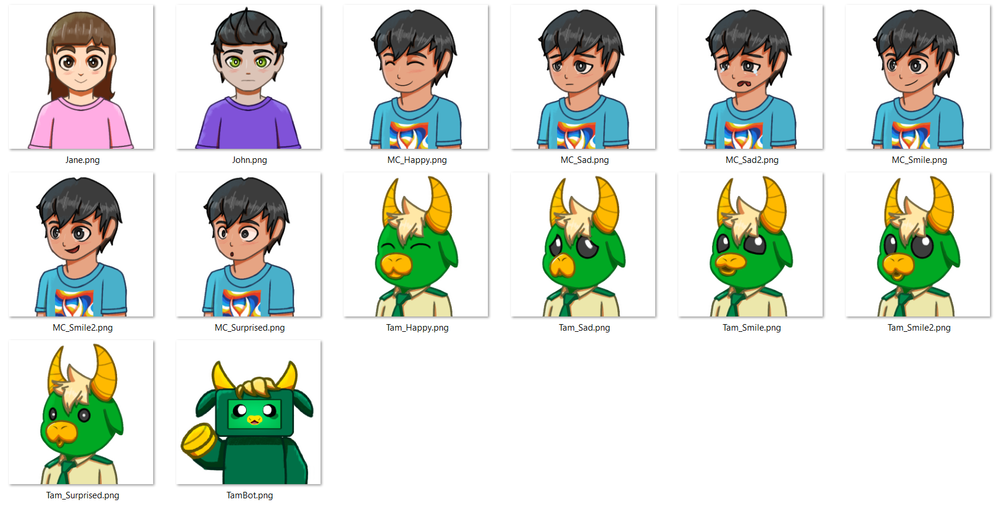 Jane.png
John.png
MC_Happy.png
MC_Sad.png
MC_Sad2.png
MC_Smile.png
MC_Smile2.png
MC_Surprised.png
Tam_Happy.png
Tam_Sad.png
Tam_Smile.png
Tam_Smile2.png
Tam_Surprised.png
TamBot.png